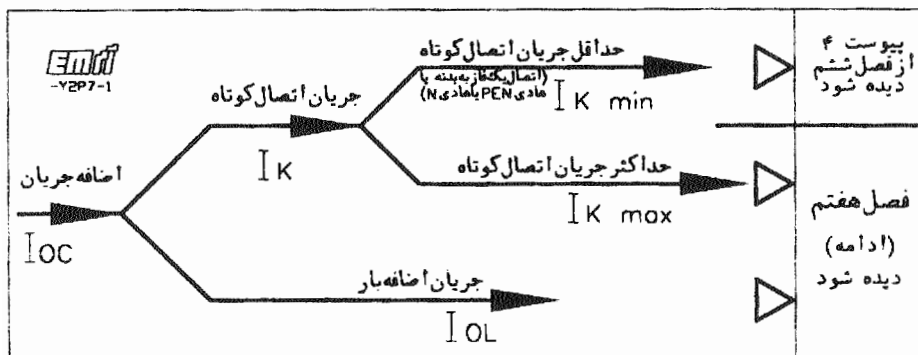 Emri
-Y2P7-1
اضافه جریان
IOC
جریان اتصال کوتاه
IK
حداقل جریان اتصال کوتاه
(اتصال یک فاز به بدنه یا
هادی PEN یا هادی N)
IK min
حداکثر جریان اتصال کوتاه
IK max
جریان اضافه بار
IOL
پیوست ۴
از فصل ششم
دیده شود
فصل هفتم
(ادامه)
دیده شود